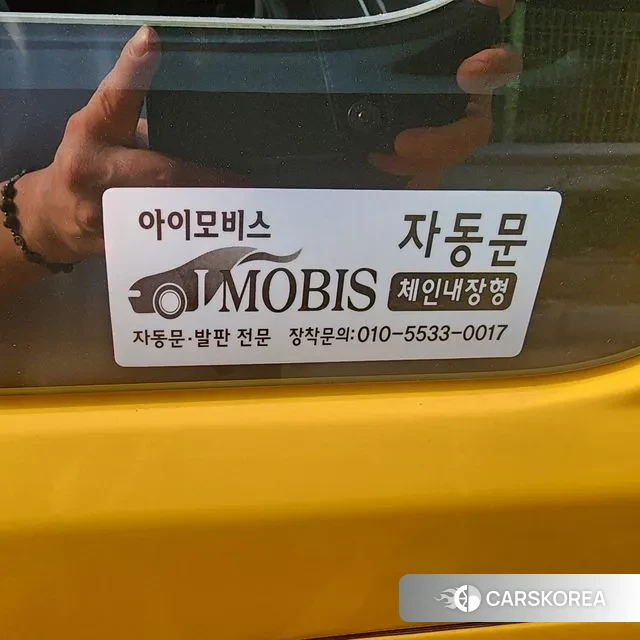 아이모비스
자동문
IMOBIS
체인내장형
자동문·발판 전문 장착문의:010-5533-0017
CARSKOREA